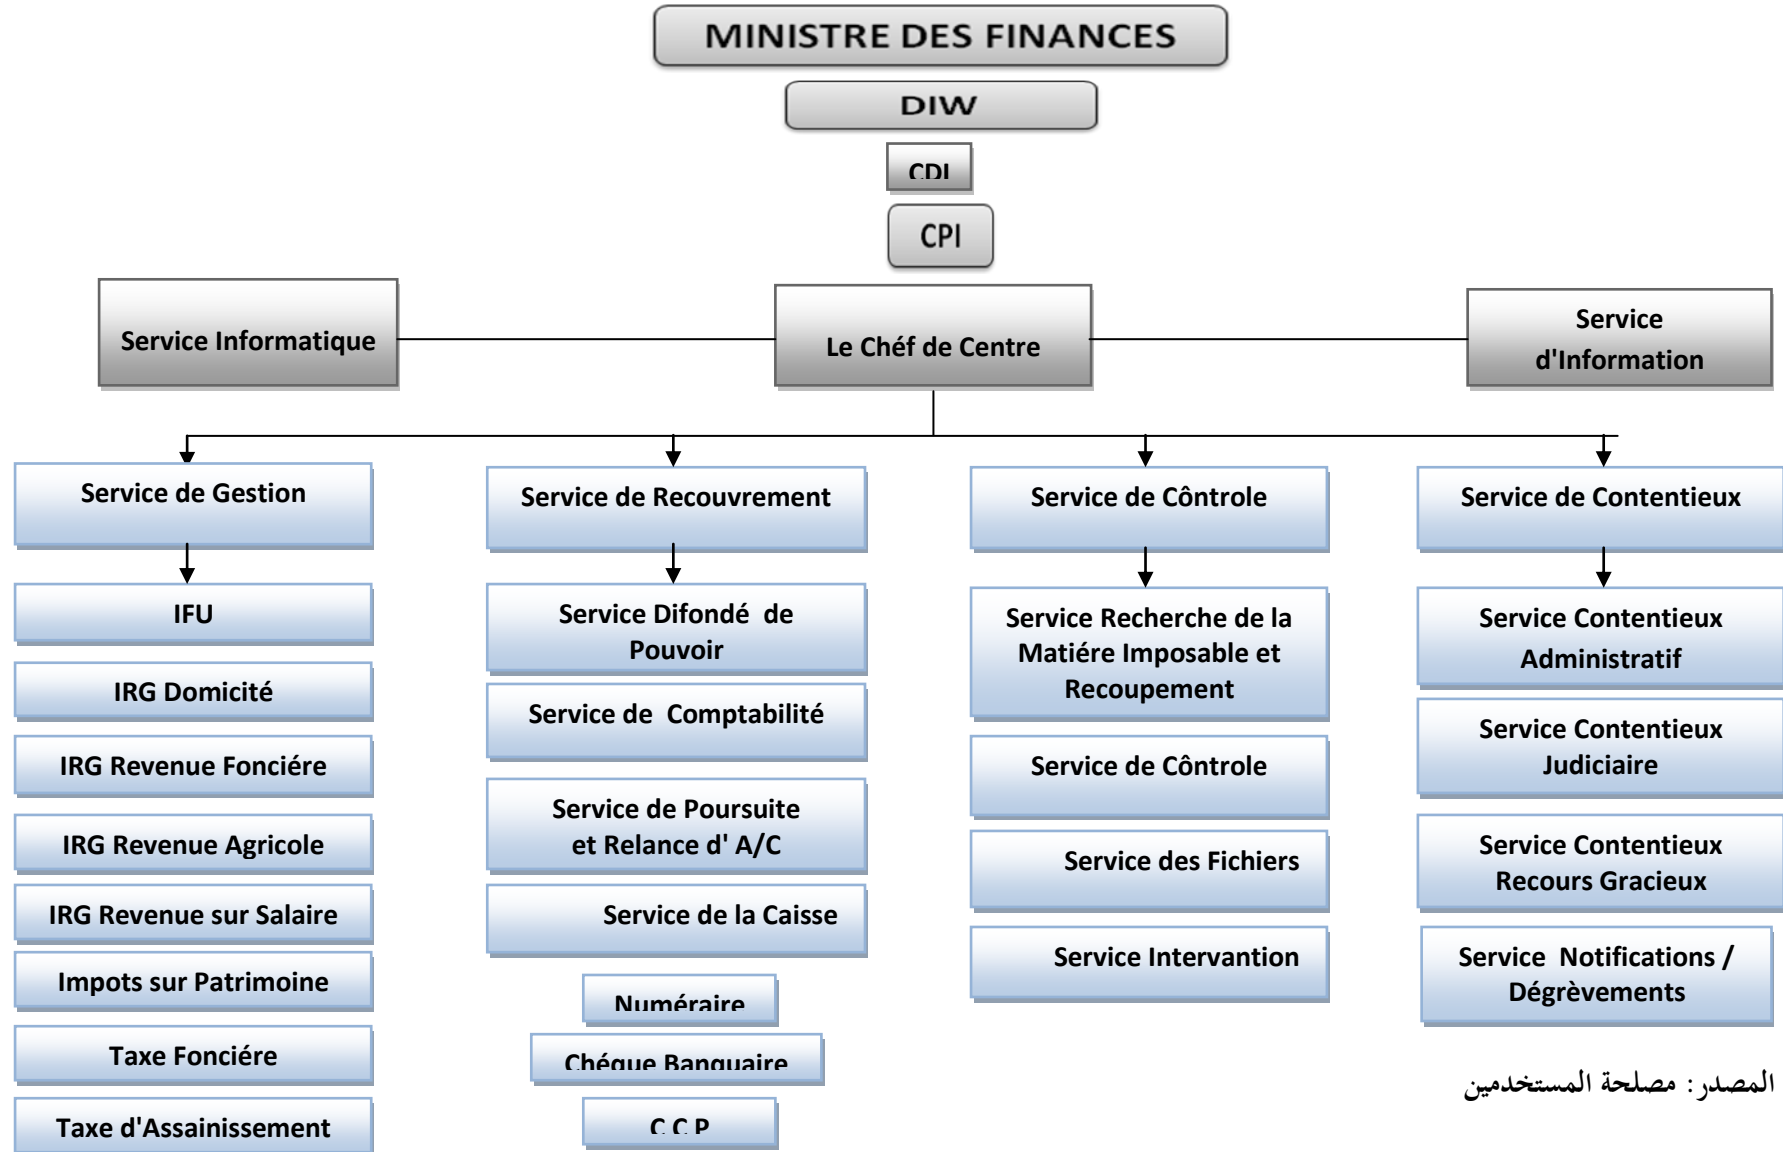 MINISTRE DES FINANCES
DIW
CDI
CPI
Service Informatique
Le Chéf de Centre
Service
d'Information
Service de Gestion
IFU
IRG Domicité
IRG Revenue Fonciére
IRG Revenue Agricole
IRG Revenue sur Salaire
Impots sur Patrimoine
Taxe Fonciére
Taxe d'Assainissement
Service de Recouvrement
Service Difondé de
Pouvoir
Service de Comptabilité
Service de Poursuite
et Relance d' A/C
Service de la Caisse
Numéraire
Chéque Banquaire
C C P
Service de Côntrole
Service Recherche de la
Matiére Imposable et
Recoupement
Service de Côntrole
Service des Fichiers
Service Intervantion
Service de Contentieux
Service Contentieux
Administratif
Service Contentieux
Judiciaire
Service Contentieux
Recours Gracieux
Service Notifications /
Dégrèvements
المصدر: مصلحة المستخدمين